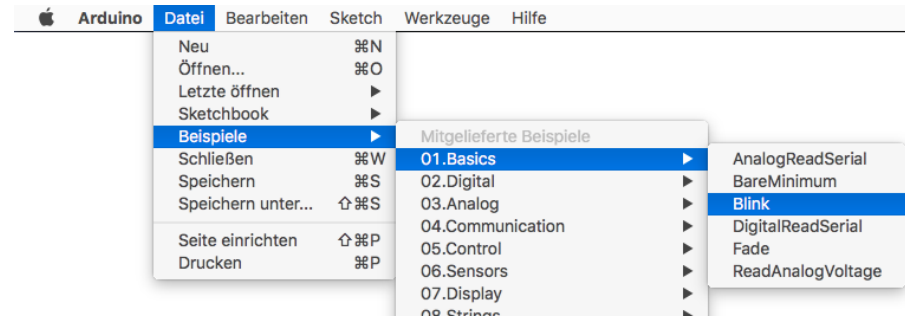 Arduino Datei Bearbeiten Sketch Werkzeuge Hilfe
Neu ⌘N
Öffnen... ⌘O
Letzte öffnen ▶
Sketchbook ▶
Beispiele ▶
Schließen ⌘W
Speichern ⌘S
Speichern unter... ⇧⌘S
Seite einrichten ⇧⌘P
Drucken ⌘P
Mitgelieferte Beispiele
01.Basics ▶
02.Digital ▶
03.Analog ▶
04.Communication ▶
05.Control ▶
06.Sensors ▶
07.Display ▶
08.Strings ▶
AnalogReadSerial
BareMinimum
Blink
DigitalReadSerial
Fade
ReadAnalogVoltage